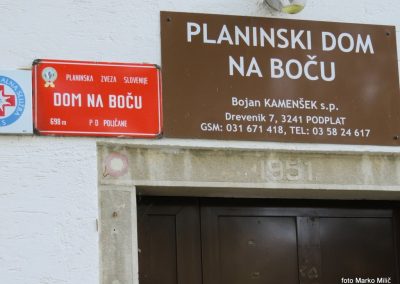 PLANINSKI DOM
NA BOČU
Bojan KAMENŠEK s.p.
Drevenik 7, 3241 PODPLAT
GSM: 031 671 418, TEL: 03 58 24 617
PLANINSKA ZVEZA SLOVENIJE
DOM NA BOČU
698 m P D POLJČANE
1951
foto Marko Milič